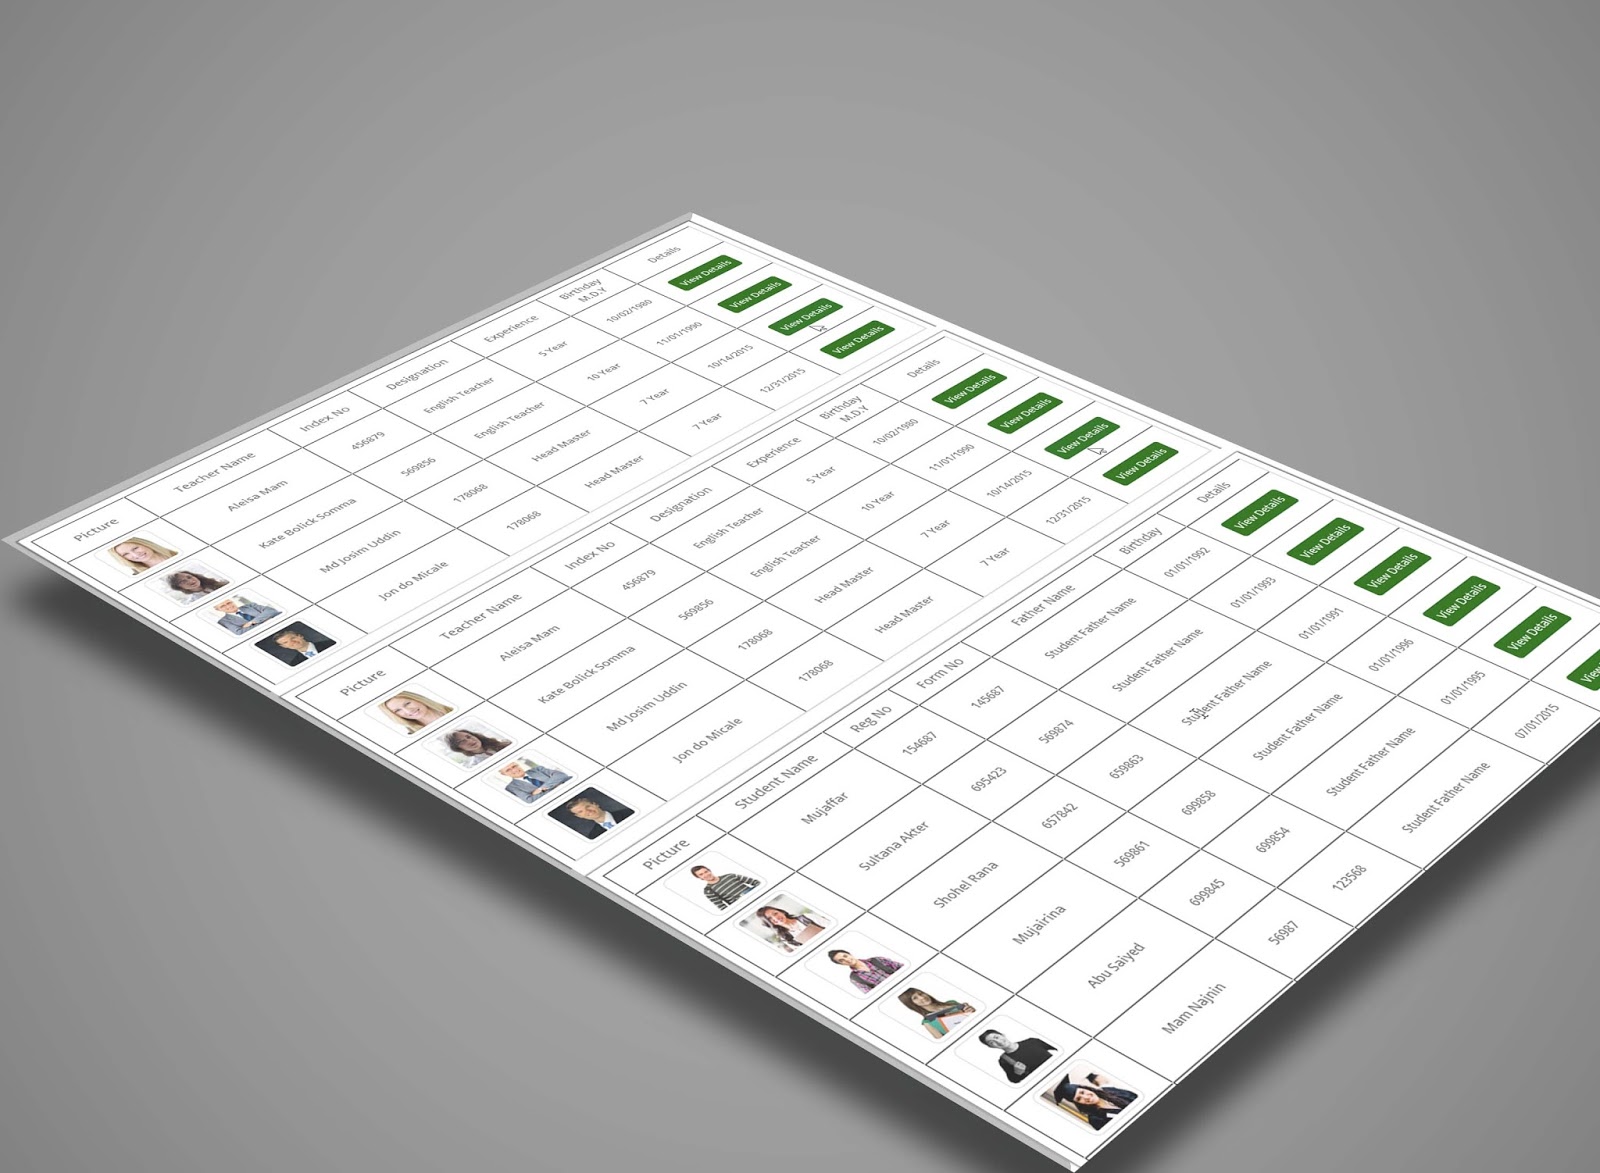 Picture Teacher Name Index No Designation Experience Birthday Details
M.D.Y
Aleisa Mam 456879 English Teacher 5 Year 10/02/1980 View Details
Kate Bolick Somma 569856 English Teacher 10 Year 11/01/1990 View Details
Md Josim Uddin 178068 Head Master 7 Year 10/14/2015 View Details
Jon do Micale 178068 Head Master 7 Year 12/31/2015 View Details
Picture Teacher Name Index No Designation Experience Birthday Details
M.D.Y
Aleisa Mam 456879 English Teacher 5 Year 10/02/1980 View Details
Kate Bolick Somma 569856 English Teacher 10 Year 11/01/1990 View Details
Md Josim Uddin 178068 Head Master 7 Year 10/14/2015 View Details
Jon do Micale 178068 Head Master 7 Year 12/31/2015 View Details
Picture Student Name Reg No Form No Father Name Birthday Details
Mujaffar 154687 145687 Student Father Name 01/01/1992 View Details
Sultana Akter 695423 569874 Student Father Name 01/01/1993 View Details
Shohel Rana 657842 659863 Student Father Name 01/01/1991 View Details
Mujairina 569861 699858 Student Father Name 01/01/1996 View Details
Abu Saiyed 699845 699854 Student Father Name 01/01/1995 View Details
Mam Najnin 56987 123568 Student Father Name 07/01/2015 View